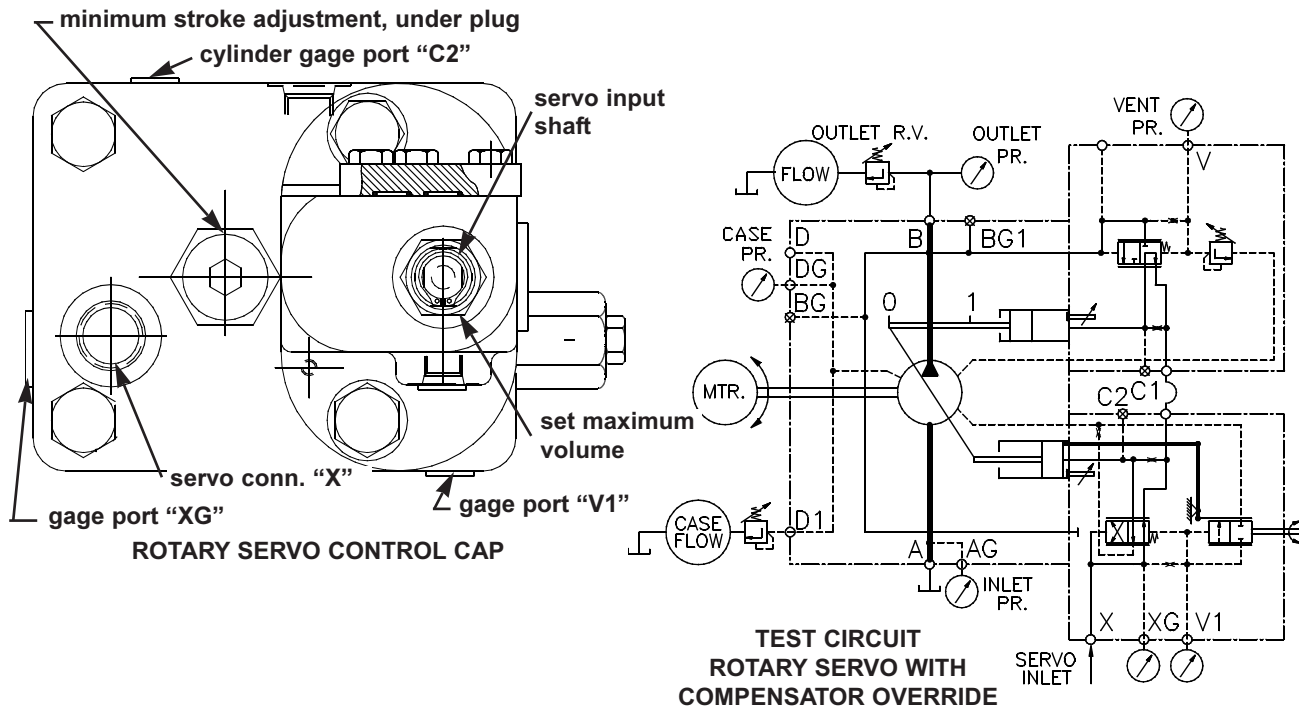 minimum stroke adjustment, under plug
cylinder gage port “C2”
servo input
shaft
set maximum
volume
servo conn. “X”
gage port “V1”
gage port “XG”
ROTARY SERVO CONTROL CAP
VENT
PR.
V
OUTLET R.V.
OUTLET
PR.
FLOW
CASE
PR.
D
DG
BG
B
BG1
0
1
MTR.
C1
C2
CASE
FLOW
D1
A
AG
INLET
PR.
X
X
XG
V1
SERVO
INLET
TEST CIRCUIT
ROTARY SERVO WITH
COMPENSATOR OVERRIDE